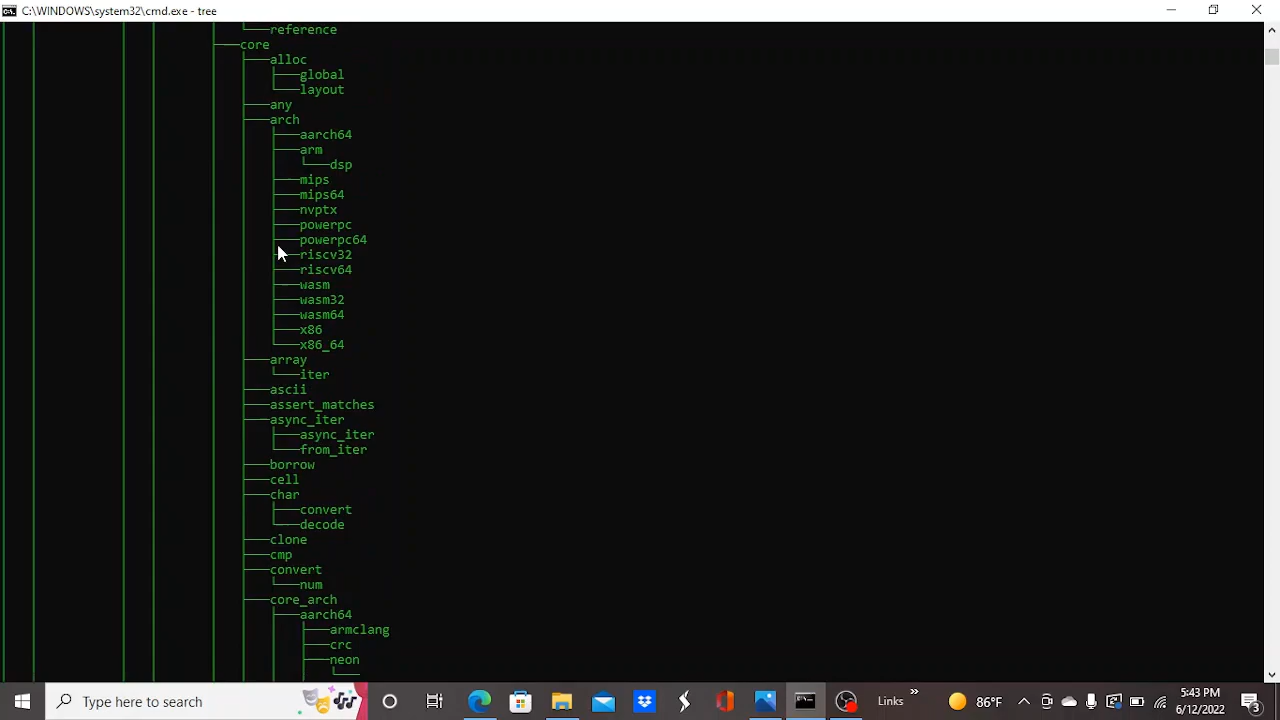 C:\WINDOWS\system32\cmd.exe - tree
reference
core
alloc
global
layout
any
arch
aarch64
arm
dsp
mips
mips64
nvptx
powerpc
powerpc64
riscv32
riscv64
wasm
wasm32
wasm64
x86
x86_64
array
iter
ascii
assert_matches
async_iter
async_iter
from_iter
borrow
cell
char
convert
decode
clone
cmp
convert
num
core_arch
aarch64
armclang
crc
neon
Type here to search
Links
86°F
5:43 PM
6/12/2022
3